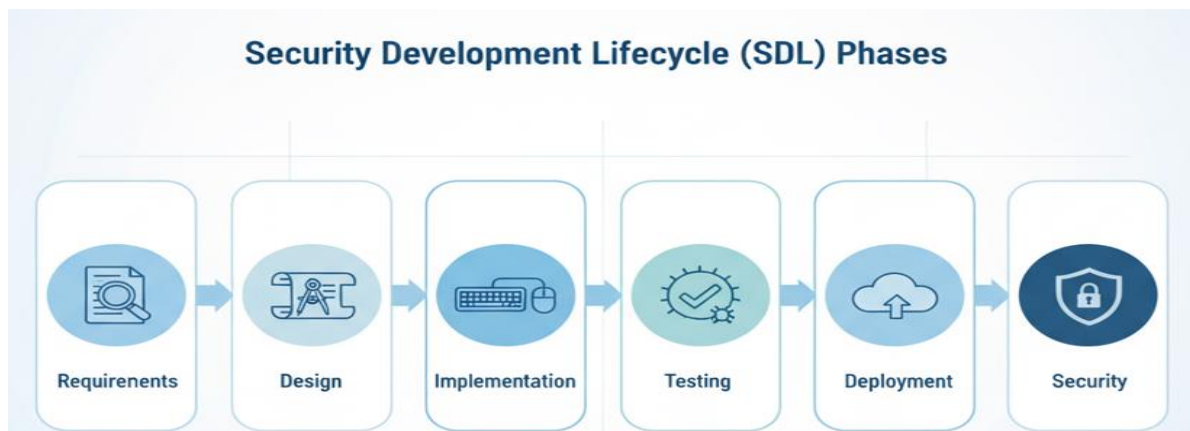 Security Development Lifecycle (SDL) Phases
Requirenents
Design
Implementation
Testing
Deployment
Security